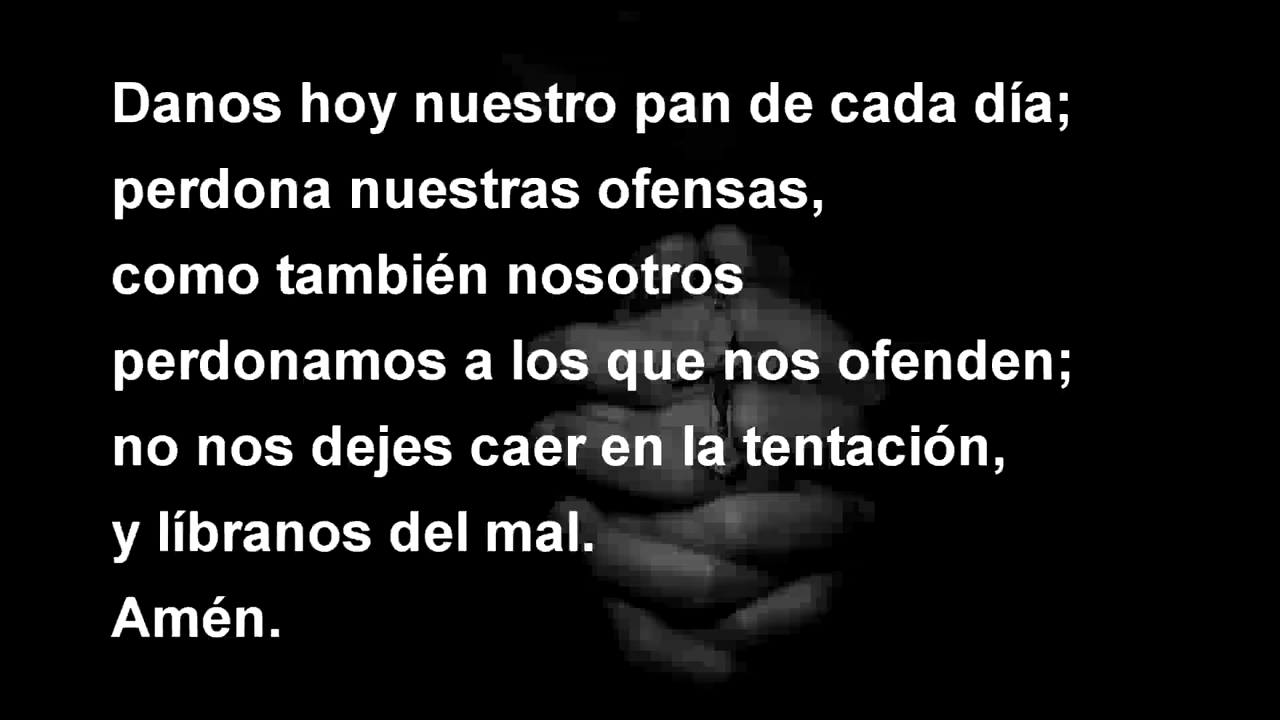 Danos hoy nuestro pan de cada día;
perdona nuestras ofensas,
como también nosotros
perdonamos a los que nos ofenden;
no nos dejes caer en la tentación,
y líbranos del mal.
Amén.